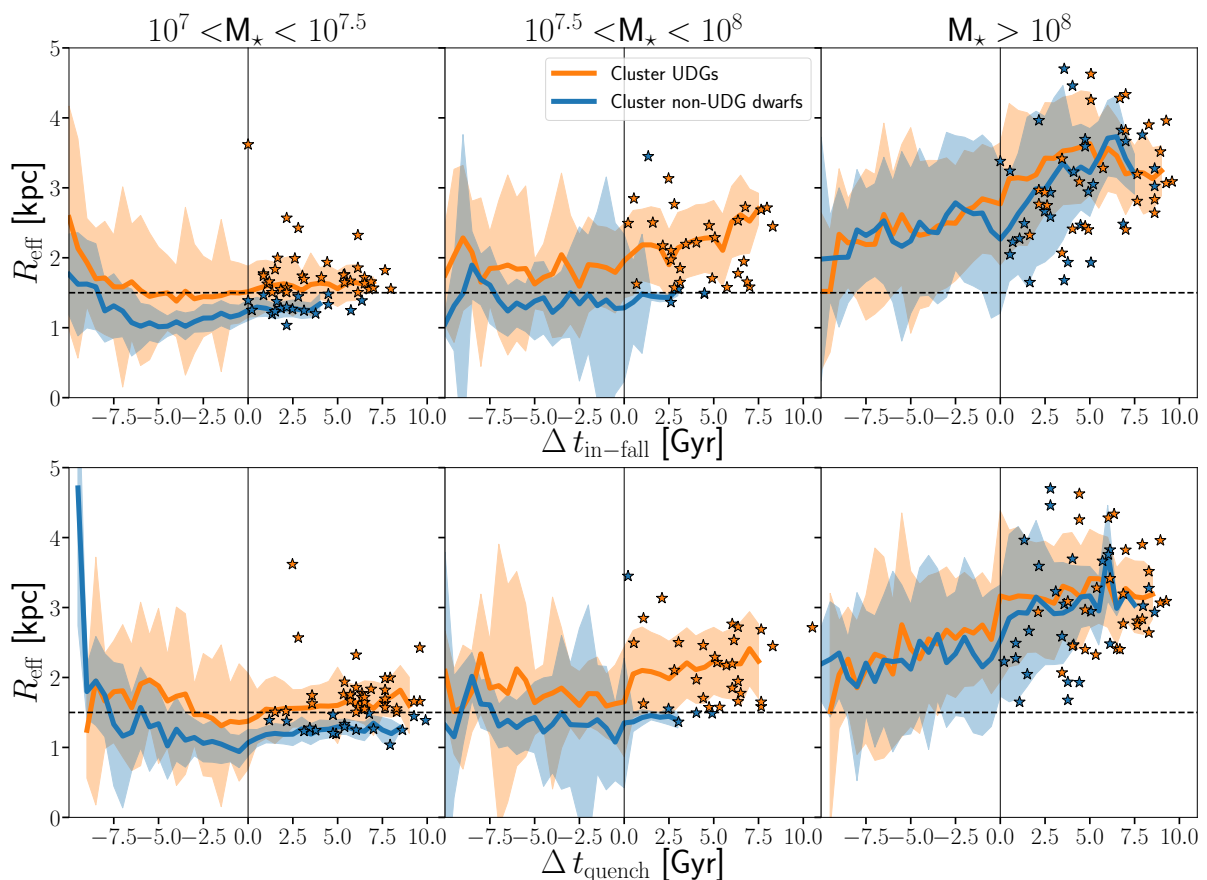 10^7 <M⋆ < 10^7.5 10^7.5 <M⋆ < 10^8 M⋆ > 10^8
Cluster UDGs
Cluster non-UDG dwarfs
R_eff [kpc]
5
4
3
2
1
0
−7.5 −5.0 −2.5 0.0 2.5 5.0 7.5 10.0 −7.5 −5.0 −2.5 0.0 2.5 5.0 7.5 10.0 −7.5 −5.0 −2.5 0.0 2.5 5.0 7.5 10.0
Δ t_in−fall [Gyr]
R_eff [kpc]
5
4
3
2
1
0
−7.5 −5.0 −2.5 0.0 2.5 5.0 7.5 10.0 −7.5 −5.0 −2.5 0.0 2.5 5.0 7.5 10.0 −7.5 −5.0 −2.5 0.0 2.5 5.0 7.5 10.0
Δ t_quench [Gyr]